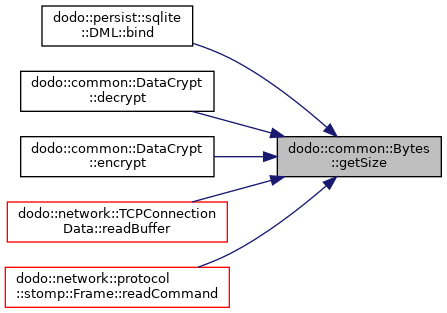 dodo::persist::sqlite
::DML::bind
dodo::common::DataCrypt
::decrypt
dodo::common::DataCrypt
::encrypt
dodo::common::Bytes
::getSize
dodo::network::TCPConnection
Data::readBuffer
dodo::network::protocol
::stomp::Frame::readCommand